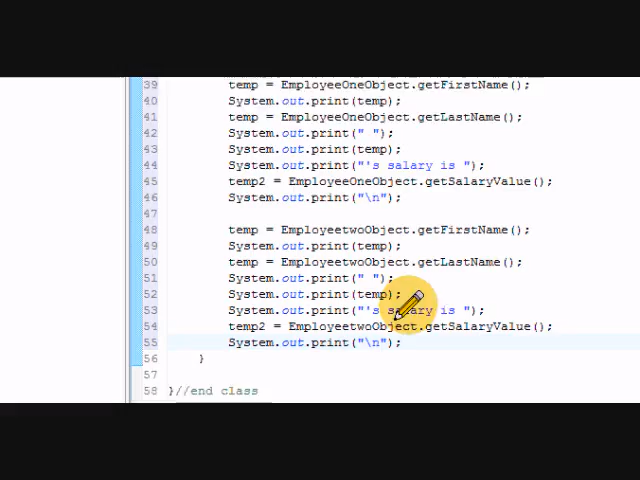 39 temp = EmployeeOneObject.getFirstName();
40 System.out.print(temp);
41 temp = EmployeeOneObject.getLastName();
42 System.out.print(" ");
43 System.out.print(temp);
44 System.out.print("'s salary is ");
45 temp2 = EmployeeOneObject.getSalaryValue();
46 System.out.print("\n");
47
48 temp = EmployeetwoObject.getFirstName();
49 System.out.print(temp);
50 temp = EmployeetwoObject.getLastName();
51 System.out.print(" ");
52 System.out.print(temp);
53 System.out.print("'s salary is ");
54 temp2 = EmployeetwoObject.getSalaryValue();
55 System.out.print("\n");
56 }
57
58 }//end class